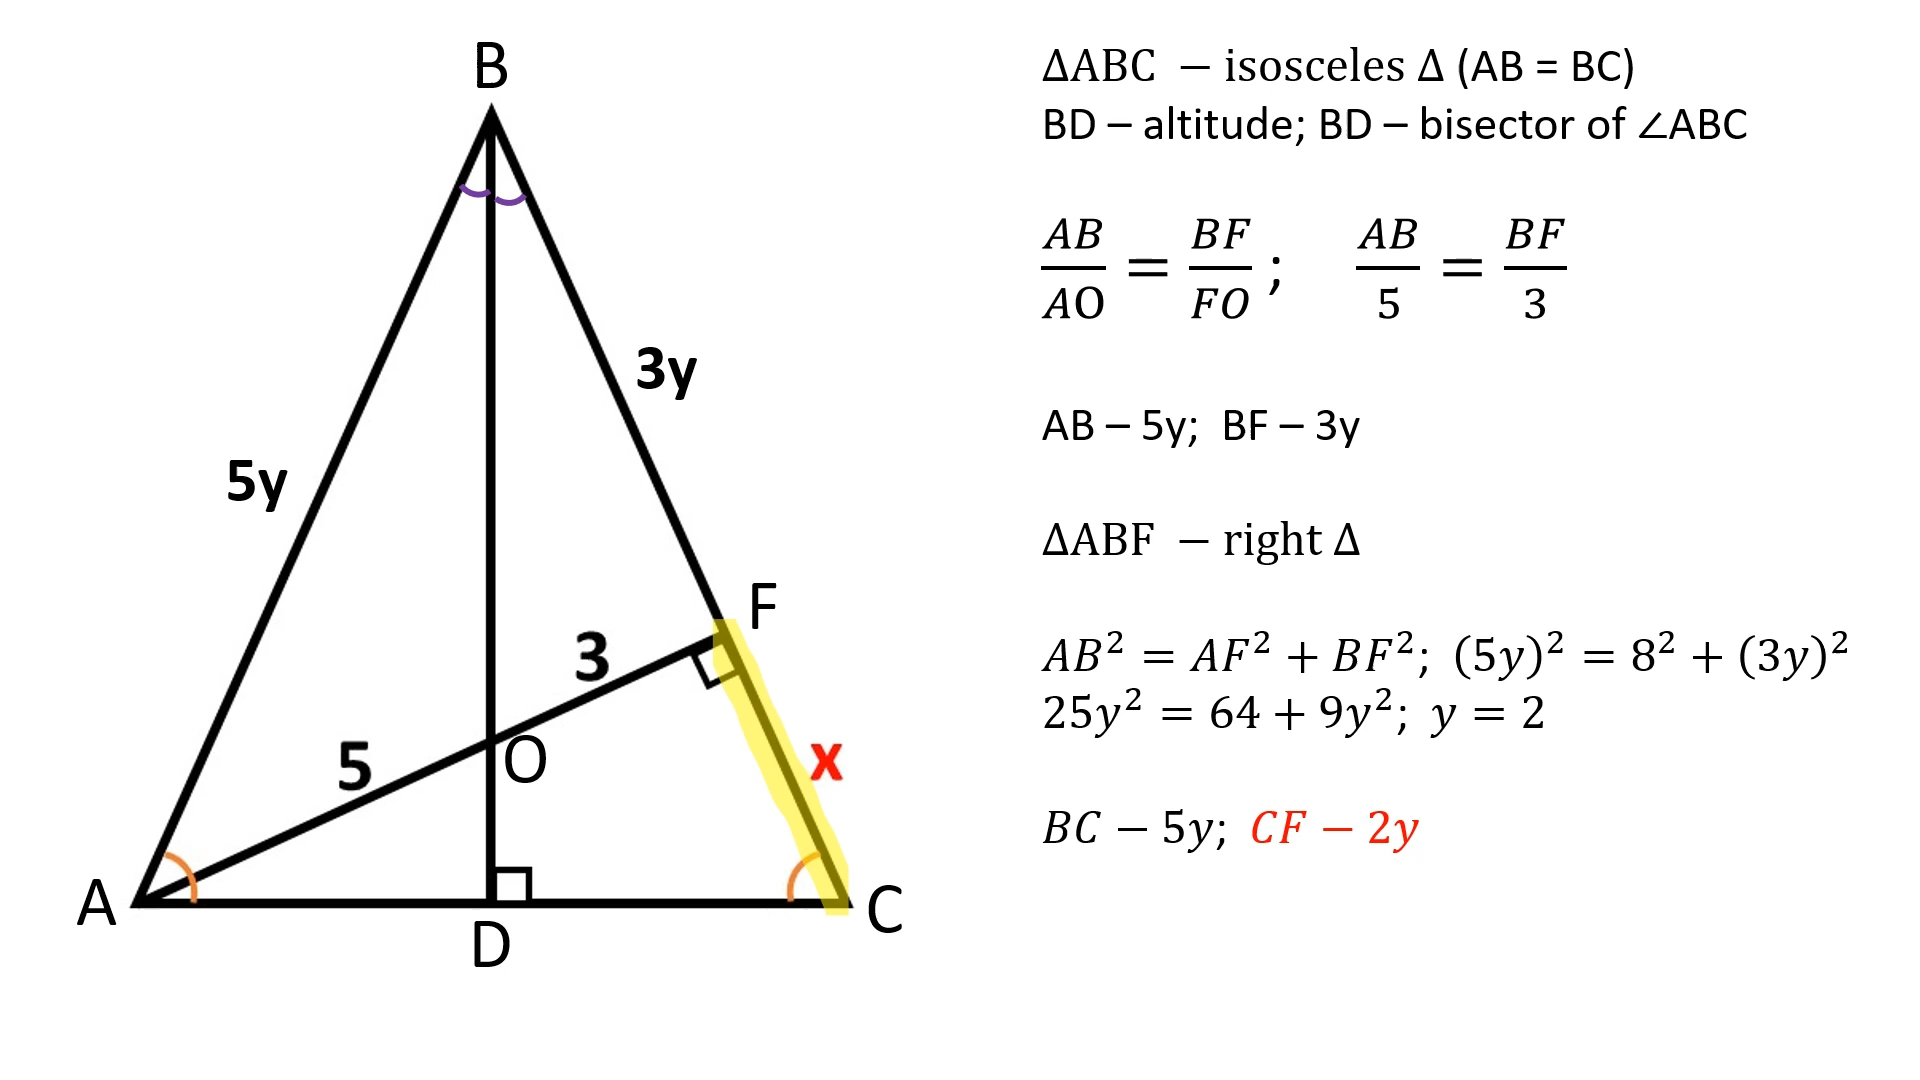 B
ΔABC – isosceles Δ (AB = BC)
BD – altitude; BD – bisector of ∠ABC
AB/AO = BF/FO ; AB/5 = BF/3
3y
AB – 5y; BF – 3y
5y
ΔABF – right Δ
F
3
AB² = AF² + BF²; (5y)² = 8² + (3y)²
25y² = 64 + 9y²; y = 2
5
O
x
BC – 5y; CF – 2y
A
C
D